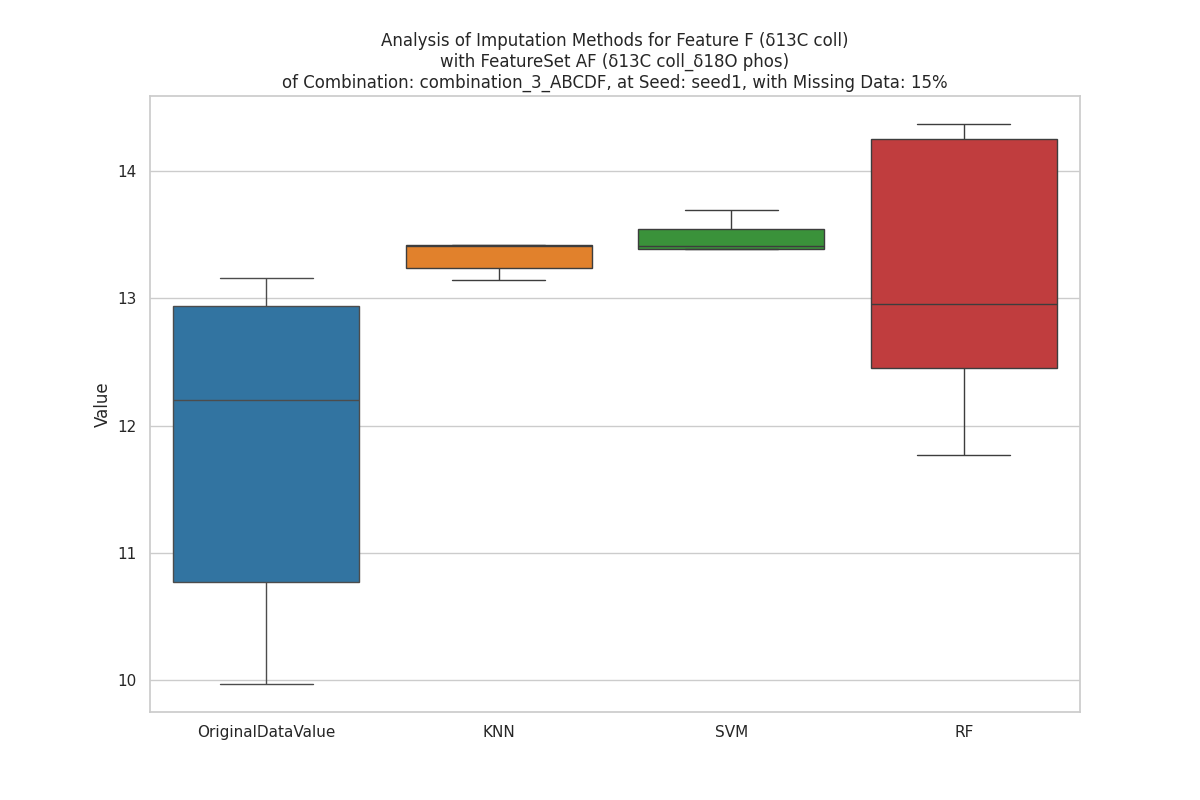 Analysis of Imputation Methods for Feature F (δ13C coll)
with FeatureSet AF (δ13C coll_δ18O phos)
of Combination: combination_3_ABCDF, at Seed: seed1, with Missing Data: 15%
14
13
12
11
10
Value
OriginalDataValue
KNN
SVM
RF